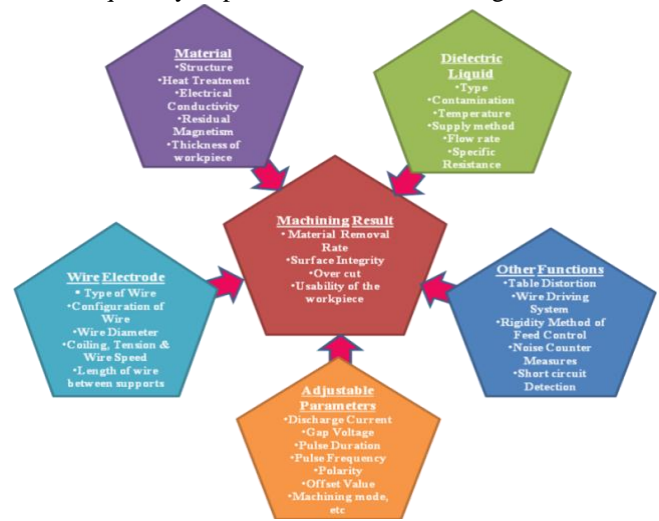 Material
•Structure
•Heat Treatment
•Electrical
Conductivity
•Residual
Magnetism
•Thickness of
workpiece
Dielectric
Liquid
•Type
•Contamination
•Temperature
•Supply method
•Flow rate
•Specific
Resistance
Machining Result
• Material Removal
Rate
•Surface Integrity
•Over cut
•Usability of the
workpiece
Wire Electrode
• Type of Wire
•Configuration of
Wire
•Wire Diameter
•Coiling, Tension &
Wire Speed
•Length of wire
between supports
Other Functions
•Table Distortion
•Wire Driving
System
•Rigidity Method of
Feed Control
•Noise Counter
Measures
•Short circuit
Detection
Adjustable
Parameters
•Discharge Current
•Gap Voltage
•Pulse Duration
•Pulse Frequency
•Polarity
•Offset Value
•Machining mode,
etc